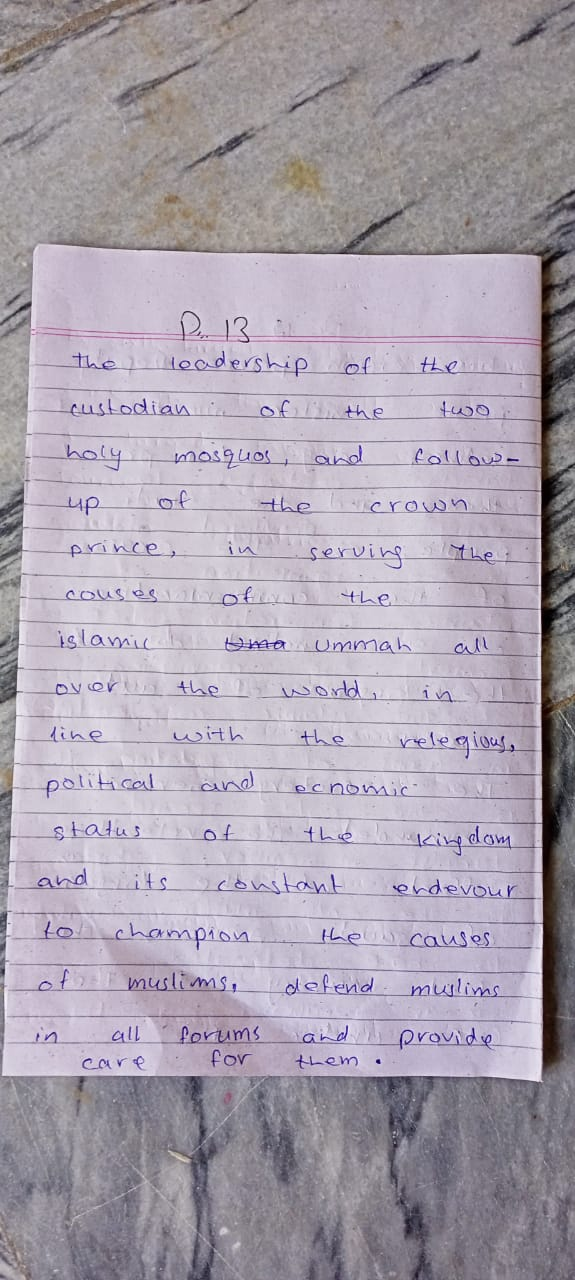 P. 13
the leadership of the
custodian of the two
holy mosquos, and follow-
up of the crown
prince, in serving the
couses of the
islamic Uma ummah all
over the world, in
line with the relegious,
political and ecnomic
status of the kingdom
and its constant endevour
to champion the causes
of muslims, defend muslims
in all forums and provide
care for them.